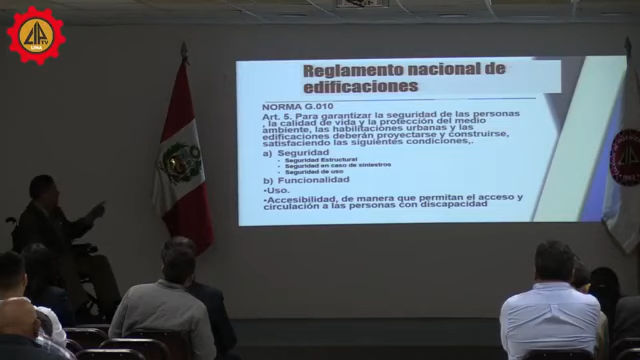 CIP TV
LIMA
Reglamento nacional de
edificaciones
NORMA G.010
Art. 5. Para garantizar la seguridad de las personas
, la calidad de vida y la protección del medio
ambiente, las habilitaciones urbanas y las
edificaciones deberán proyectarse y construirse,
satisfaciendo las siguientes condiciones,.
a) Seguridad
• Seguridad Estructural
• Seguridad en caso de siniestros
• Seguridad de uso
b) Funcionalidad
•Uso.
•Accesibilidad, de manera que permitan el acceso y
circulación a las personas con discapacidad